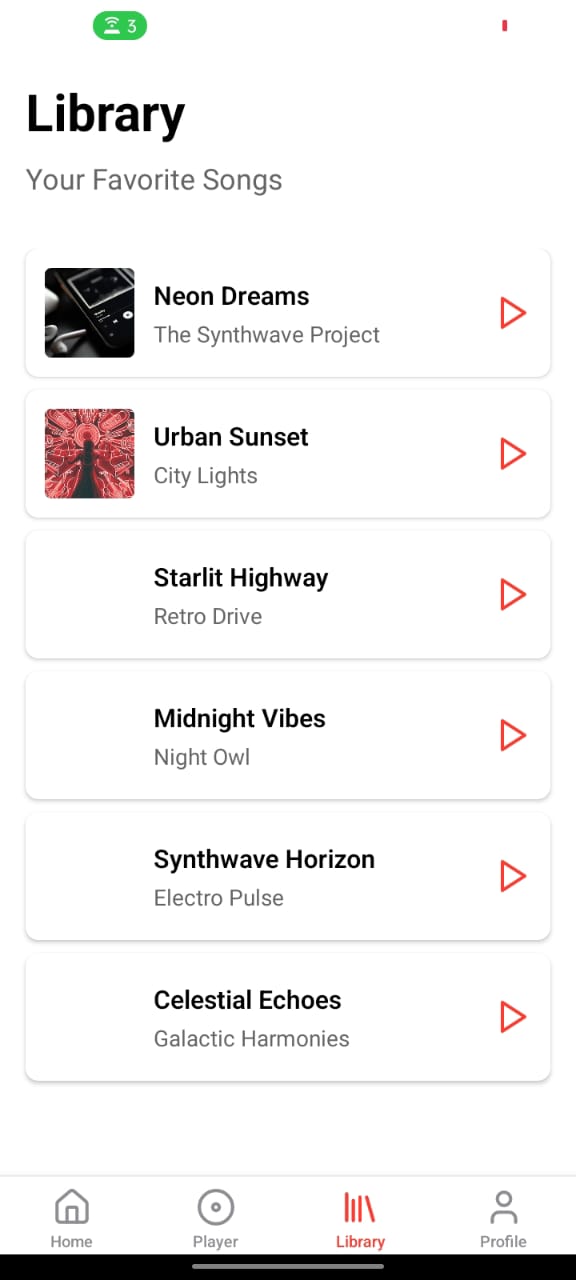 3
Library
Your Favorite Songs
Neon Dreams
The Synthwave Project
Urban Sunset
City Lights
Starlit Highway
Retro Drive
Midnight Vibes
Night Owl
Synthwave Horizon
Electro Pulse
Celestial Echoes
Galactic Harmonies
Home
Player
Library
Profile